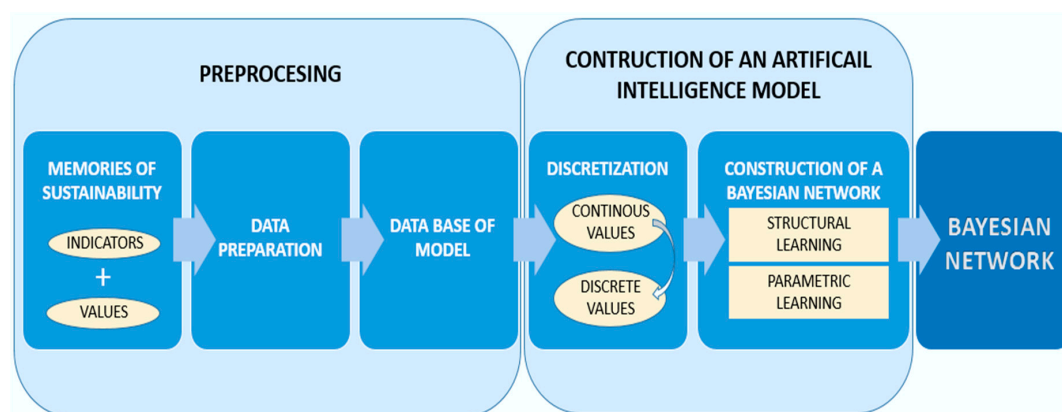 PREPROCESING
CONTRUCTION OF AN ARTIFICAIL
INTELLIGENCE MODEL
MEMORIES OF
SUSTAINABILITY
INDICATORS
+
VALUES
DATA
PREPARATION
DATA BASE OF
MODEL
DISCRETIZATION
CONTINOUS
VALUES
DISCRETE
VALUES
CONSTRUCTION OF A
BAYESIAN NETWORK
STRUCTURAL
LEARNING
PARAMETRIC
LEARNING
BAYESIAN
NETWORK